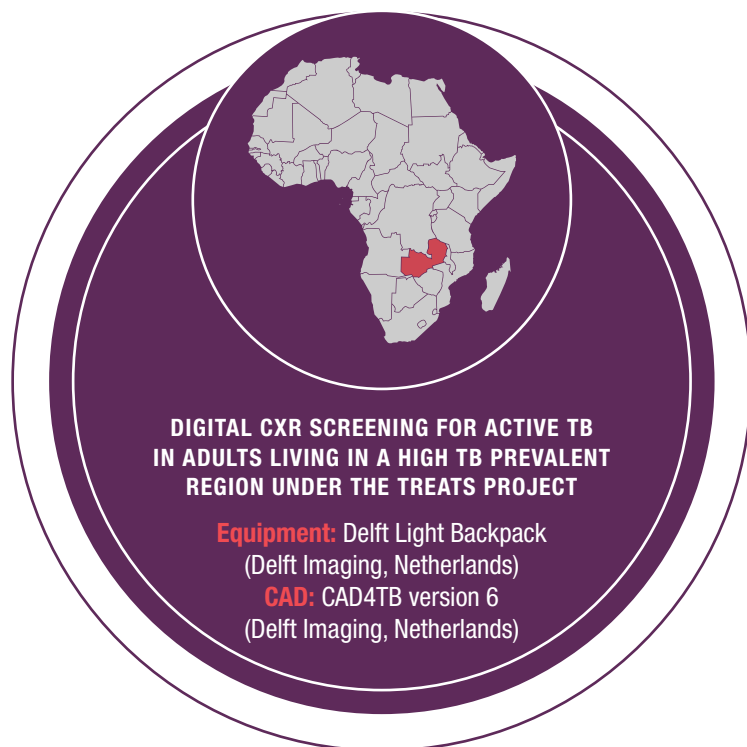 DIGITAL CXR SCREENING FOR ACTIVE TB
IN ADULTS LIVING IN A HIGH TB PREVALENT
REGION UNDER THE TREATS PROJECT
Equipment: Delft Light Backpack
(Delft Imaging, Netherlands)
CAD: CAD4TB version 6
(Delft Imaging, Netherlands)